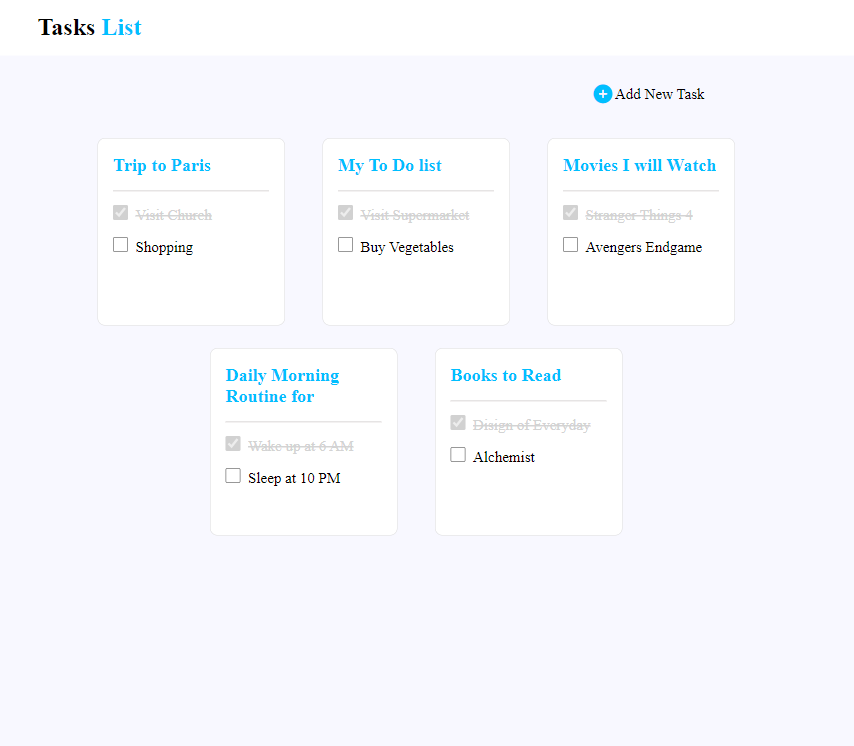 Tasks List
Add New Task
Trip to Paris
Visit Church
Shopping
My To Do list
Visit Supermarket
Buy Vegetables
Movies I will Watch
Stranger Things 4
Avengers Endgame
Daily Morning
Routine for
Wake up at 6 AM
Sleep at 10 PM
Books to Read
Disign of Everyday
Alchemist